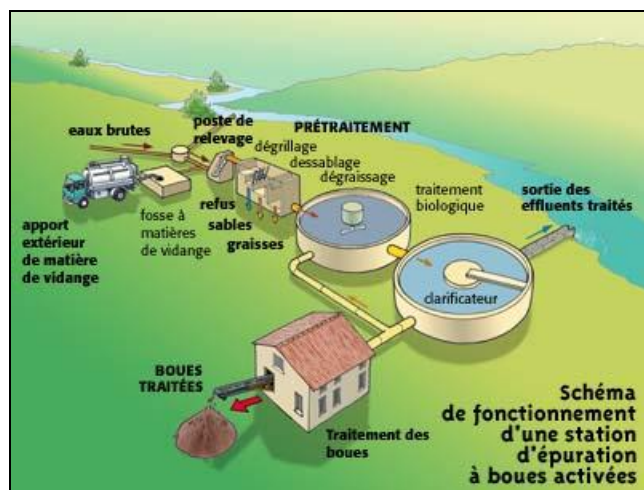 eaux brutes
poste de
relevage
PRÉTRAITEMENT
dégrillage
dessablage
dégraissage
traitement
biologique
sortie des
effluents traités
apport
extérieur
de matière
de vidange
fosse à
matières
de vidange
refus
sables
graisses
clarificateur
BOUES
TRAITÉES
Traitement des
boues
Schéma
de fonctionnement
d'une station
d'épuration
à boues activées